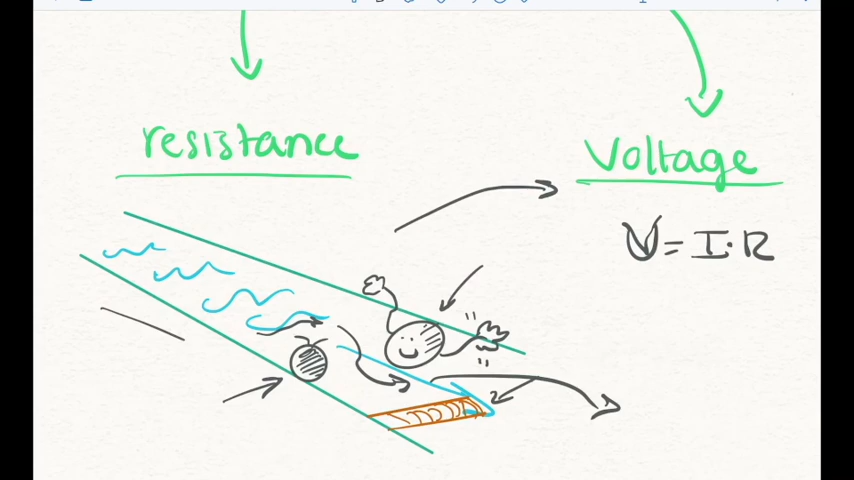 resistance
Voltage
V = I·R